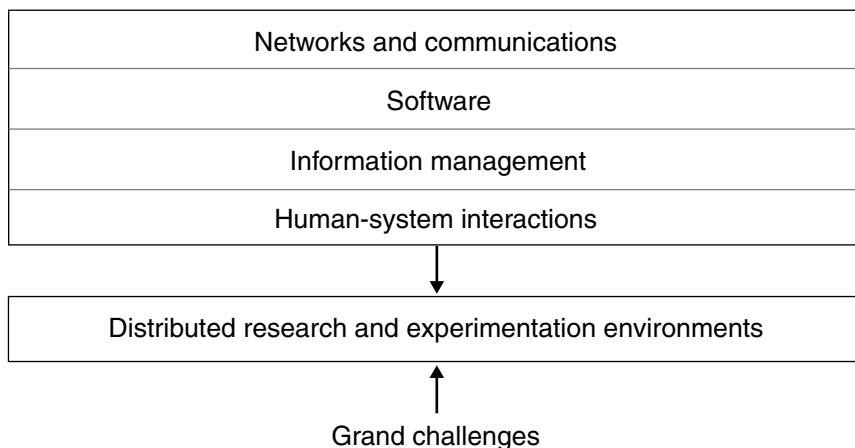 Networks and communications
Software
Information management
Human-system interactions
Distributed research and experimentation environments
Grand challenges